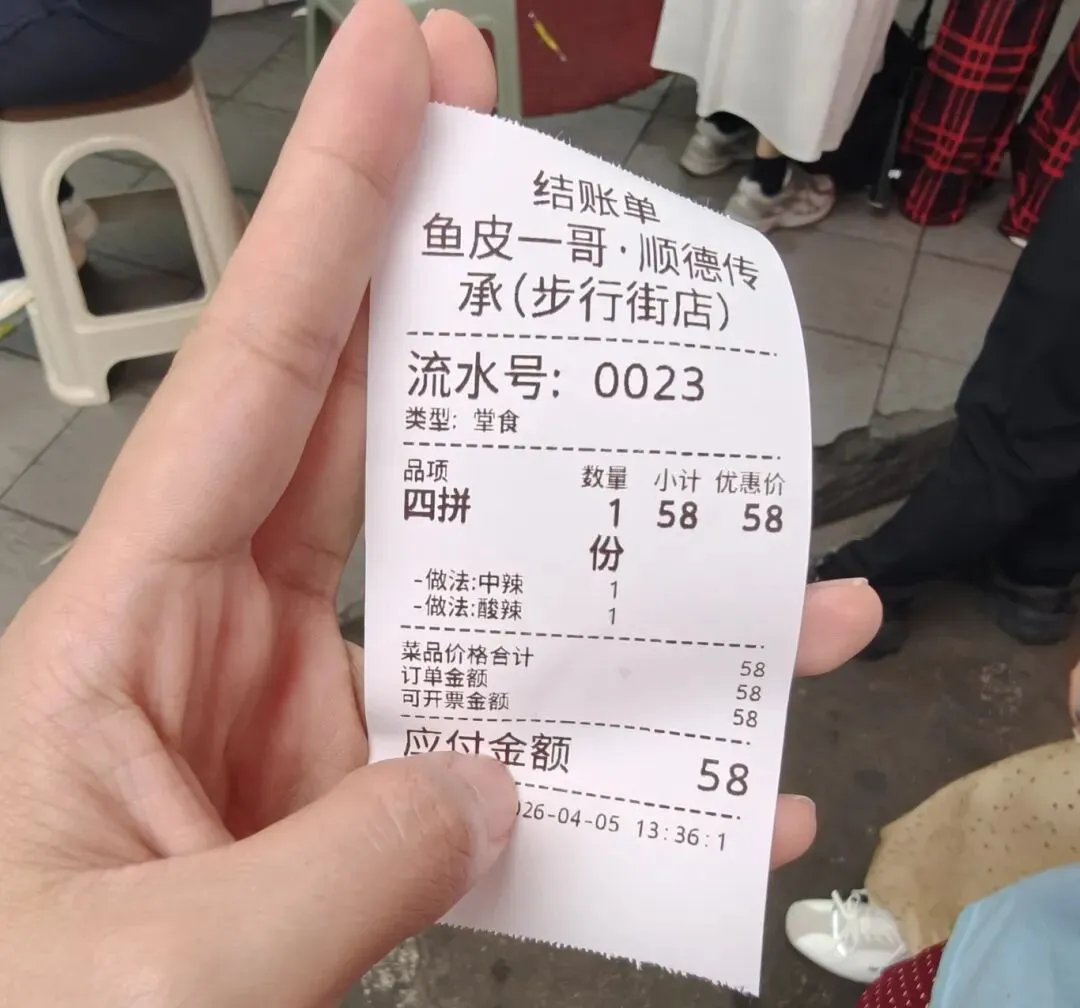 结账单
鱼皮一哥·顺德传
承(步行街店)
流水号: 0023
类型: 堂食
品项 数量 小计 优惠价
四拼 1 58 58
份
-做法:中辣 1
-做法:酸辣 1
菜品价格合计 58
订单金额 58
可开票金额 58
应付金额 58
26-04-05 13:36:1